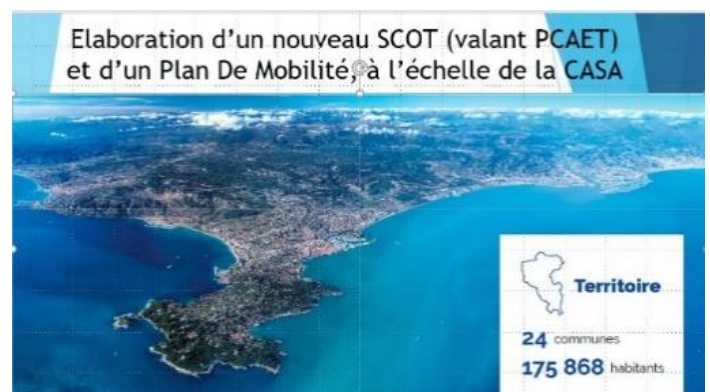 Elaboration d'un nouveau SCOT (valant PCAET)
et d'un Plan De Mobilité, à l'échelle de la CASA
Territoire
24 communes
175 868 habitants